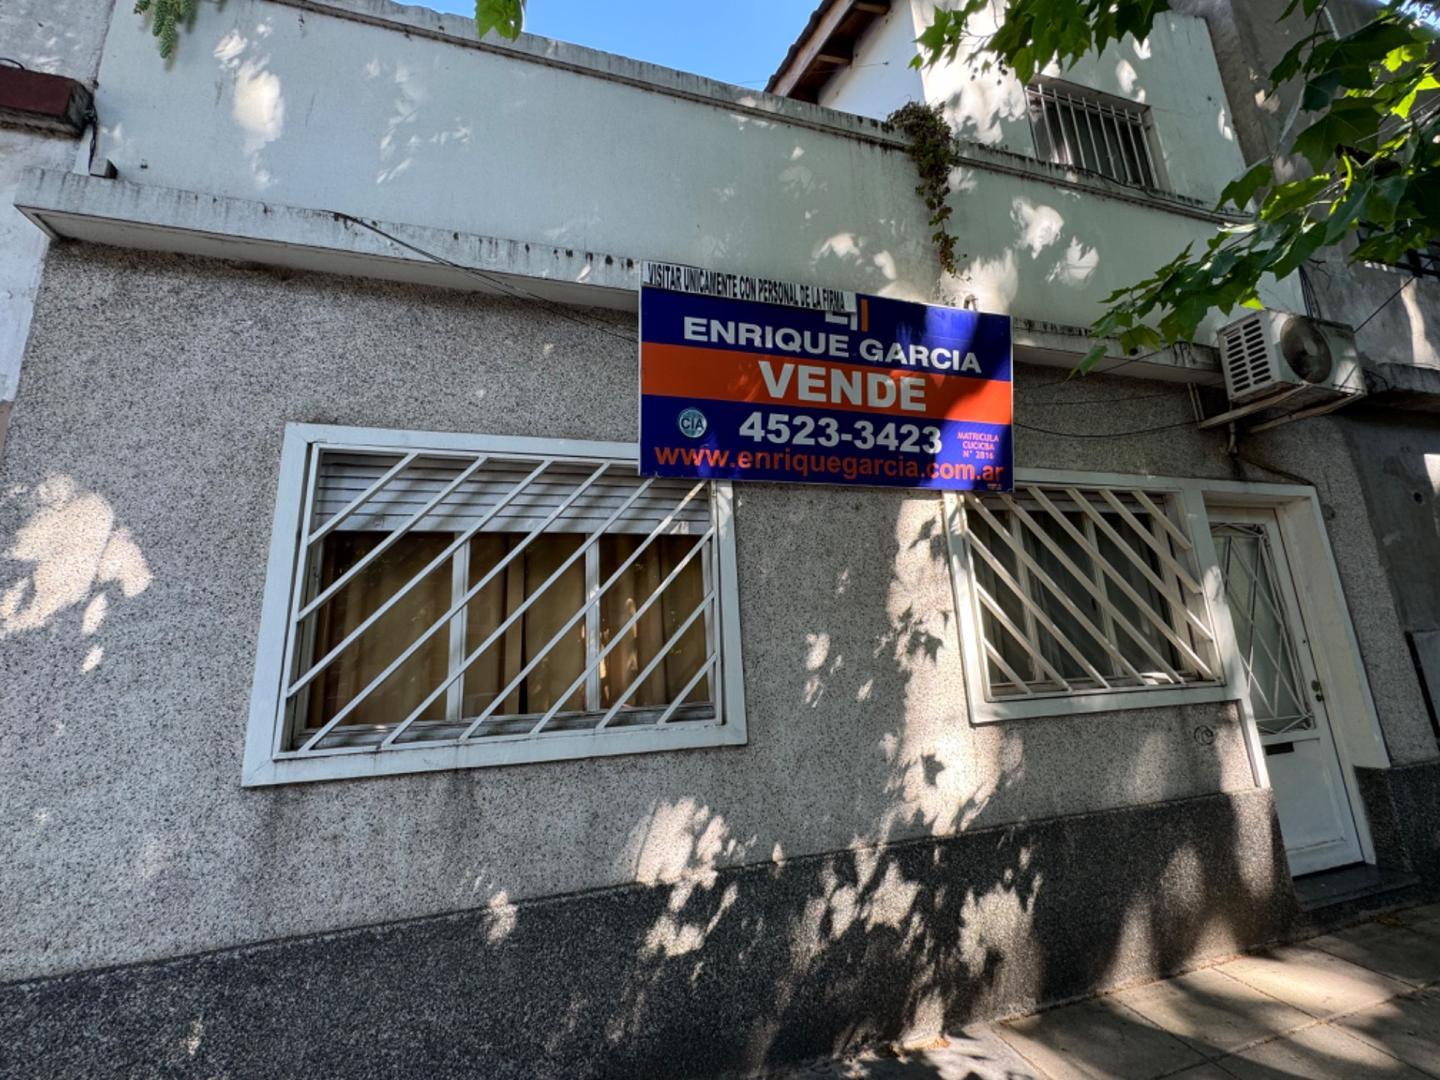 VISITAR UNICAMENTE CON PERSONAL DE LA FIRMA
ENRIQUE GARCIA
VENDE
CIA
4523-3423
MATRICULA
CUCICBA
N° 2816
www.enriquegarcia.com.ar